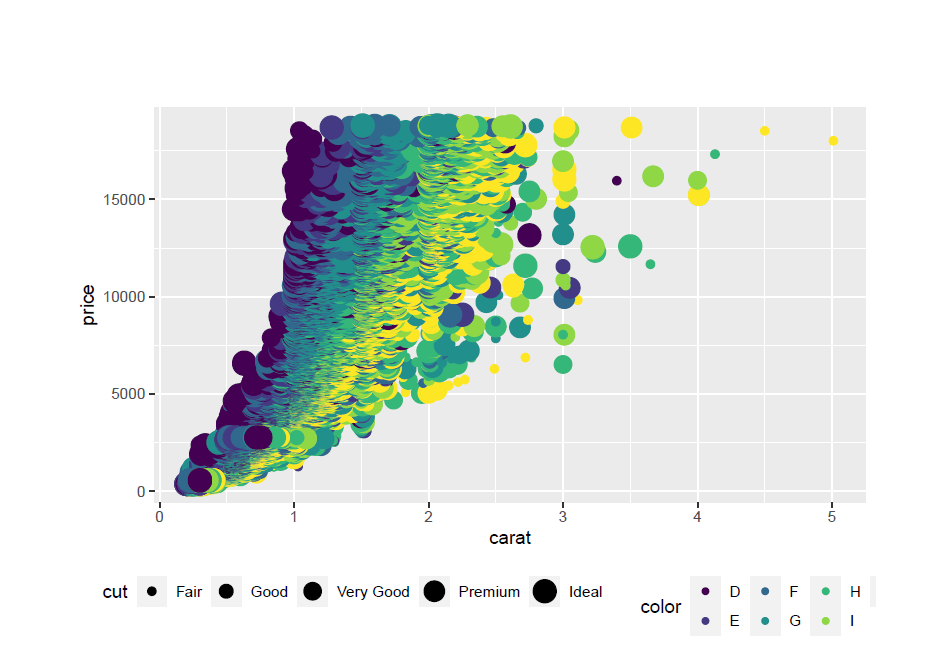 price
15000
10000
5000
0
0 1 2 3 4 5
carat
cut Fair Good Very Good Premium Ideal
color D F H
E G I